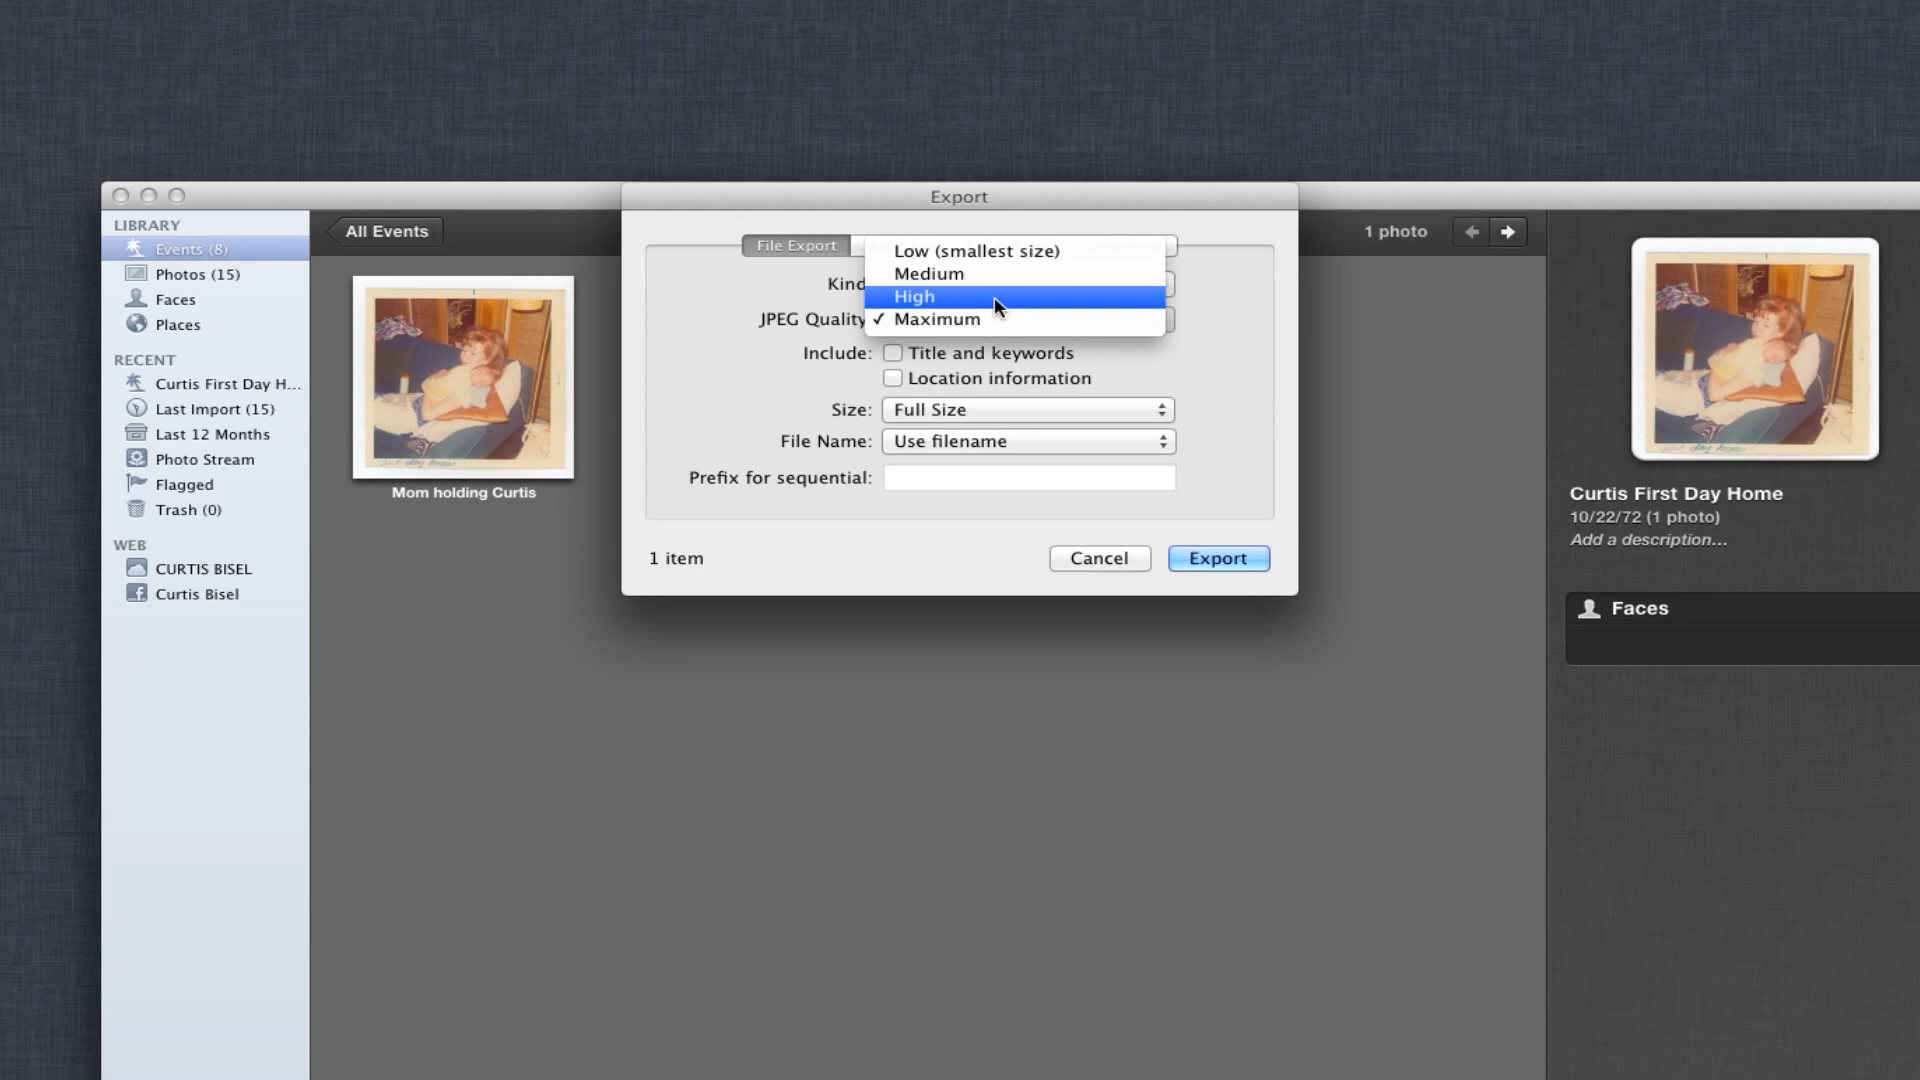 Export
LIBRARY
Events (8)
Photos (15)
Faces
Places
RECENT
Curtis First Day H...
Last Import (15)
Last 12 Months
Photo Stream
Flagged
Trash (0)
WEB
CURTIS BISEL
Curtis Bisel
All Events
1 photo
Mom holding Curtis
File Export
Kind
JPEG Quality
Low (smallest size)
Medium
High
✓ Maximum
Include:
Title and keywords
Location information
Size:
Full Size
File Name:
Use filename
Prefix for sequential:
1 item
Cancel
Export
day home
Curtis First Day Home
10/22/72 (1 photo)
Add a description...
Faces